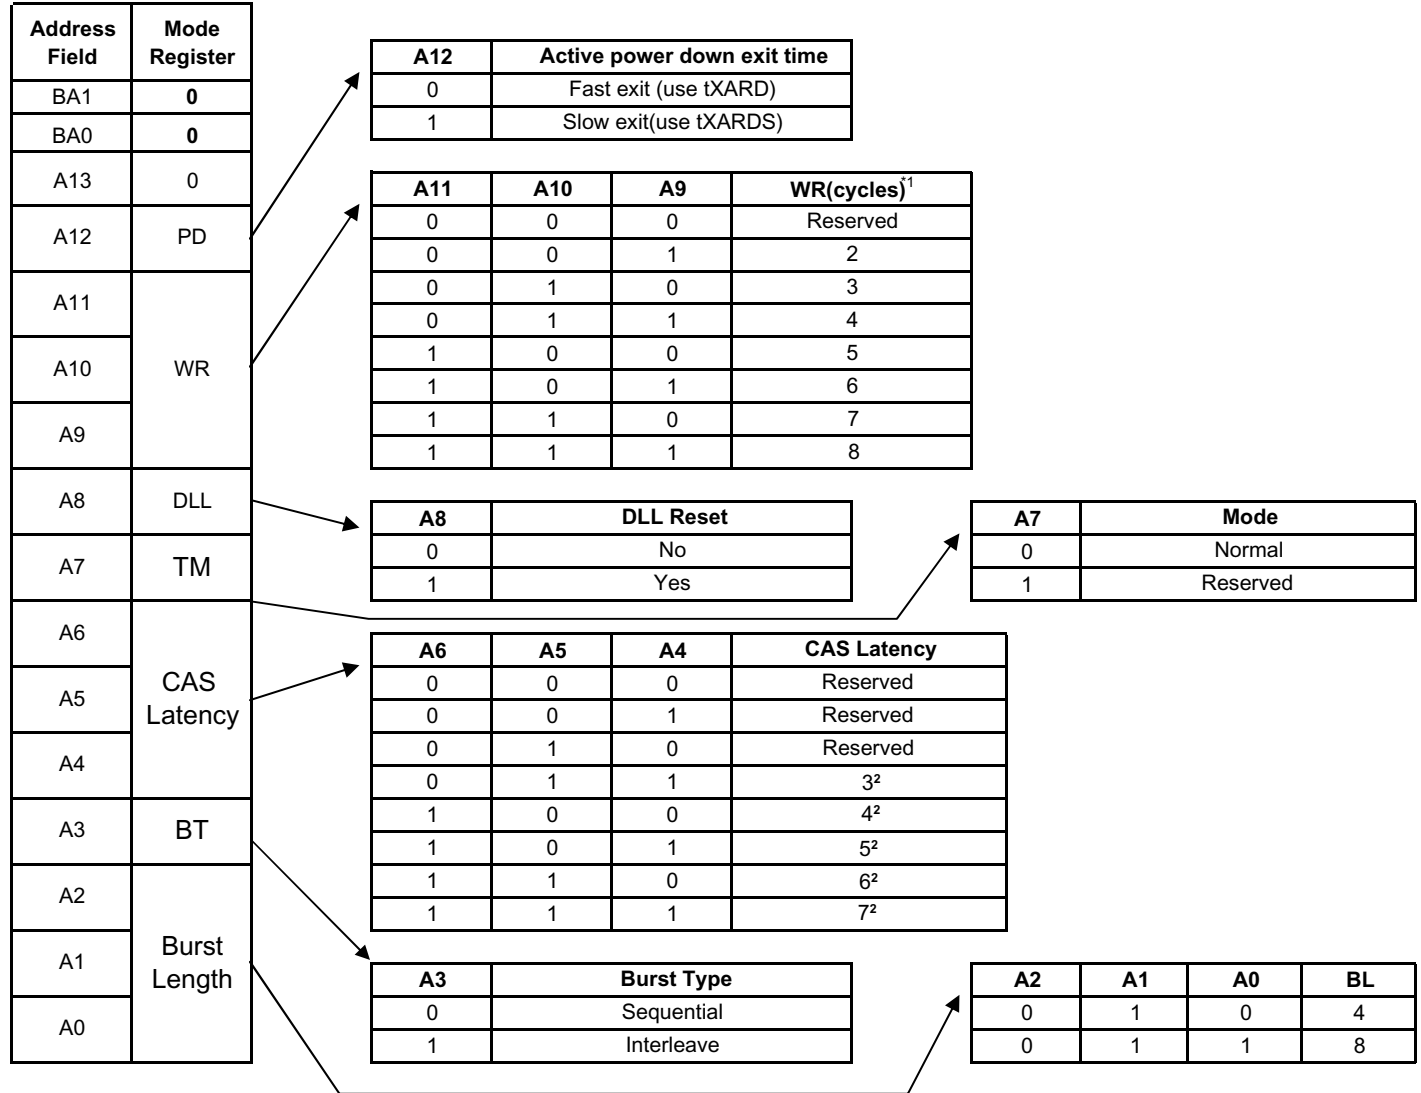 Address Field | Mode Register
BA1 | 0
BA0 | 0
A13 | 0
A12 | PD
A11
A10 | WR
A9
A8 | DLL
A7 | TM
A6
A5 | CAS Latency
A4
A3 | BT
A2
A1 | Burst Length
A0
A12 | Active power down exit time
0 | Fast exit (use tXARD)
1 | Slow exit(use tXARDS)
A11 | A10 | A9 | WR(cycles)*1
0 | 0 | 0 | Reserved
0 | 0 | 1 | 2
0 | 1 | 0 | 3
0 | 1 | 1 | 4
1 | 0 | 0 | 5
1 | 0 | 1 | 6
1 | 1 | 0 | 7
1 | 1 | 1 | 8
A8 | DLL Reset
0 | No
1 | Yes
A7 | Mode
0 | Normal
1 | Reserved
A6 | A5 | A4 | CAS Latency
0 | 0 | 0 | Reserved
0 | 0 | 1 | Reserved
0 | 1 | 0 | Reserved
0 | 1 | 1 | 3²
1 | 0 | 0 | 4²
1 | 0 | 1 | 5²
1 | 1 | 0 | 6²
1 | 1 | 1 | 7²
A3 | Burst Type
0 | Sequential
1 | Interleave
A2 | A1 | A0 | BL
0 | 1 | 0 | 4
0 | 1 | 1 | 8